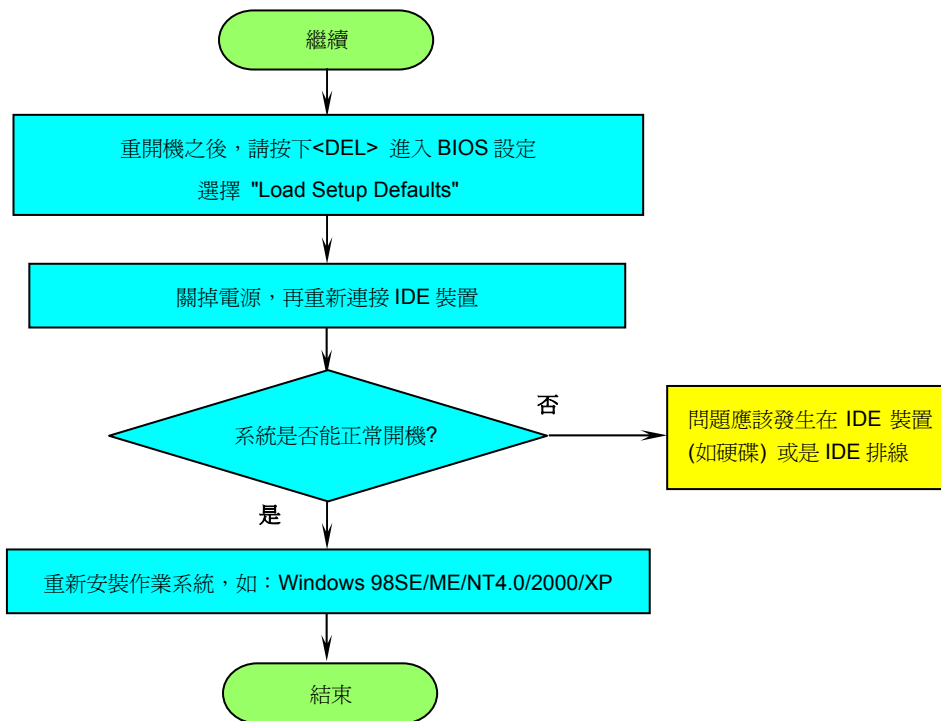 繼續
重開機之後，請按下<DEL> 進入 BIOS 設定
選擇 "Load Setup Defaults"
關掉電源，再重新連接 IDE 裝置
系統是否能正常開機?
否
問題應該發生在 IDE 裝置
(如硬碟) 或是 IDE 排線
是
重新安裝作業系統，如：Windows 98SE/ME/NT4.0/2000/XP
結束